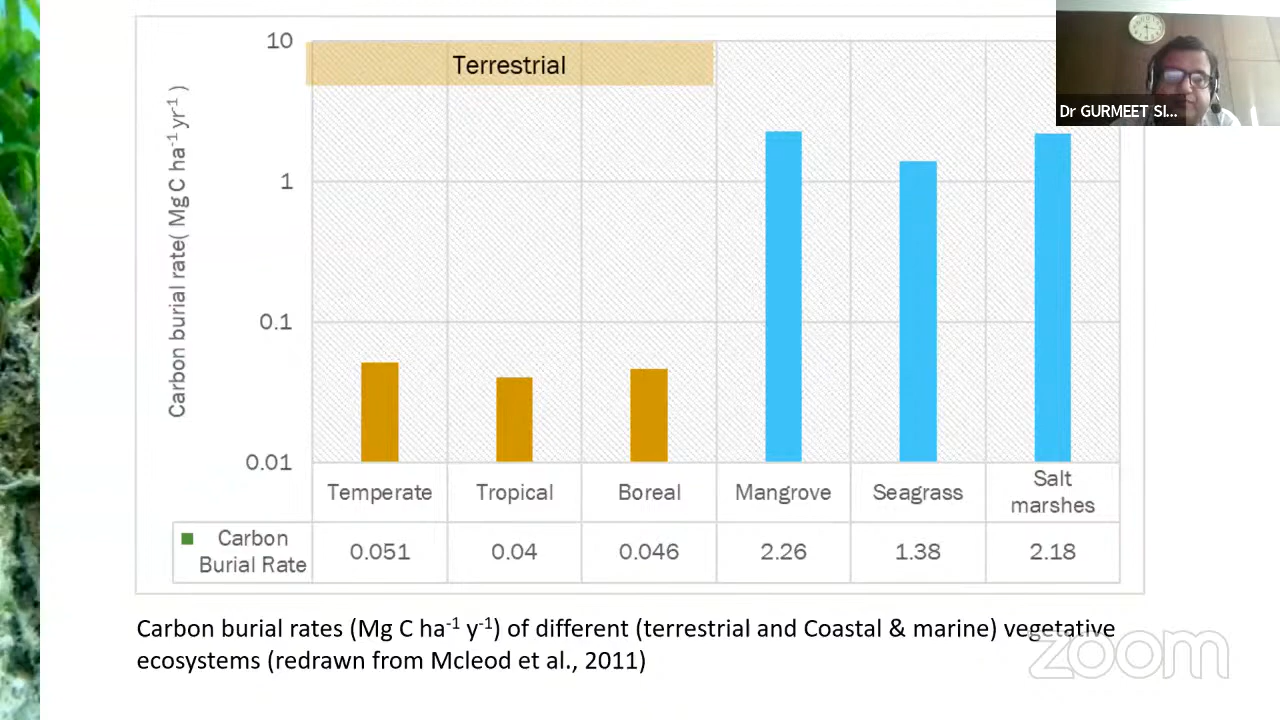 10
Terrestrial
Dr GURMEET SI...
Carbon burial rate( Mg C ha-1 yr-1 )
1
0.1
0.01
Temperate Tropical Boreal Mangrove Seagrass Salt marshes
Carbon Burial Rate 0.051 0.04 0.046 2.26 1.38 2.18
Carbon burial rates (Mg C ha-1 y-1) of different (terrestrial and Coastal & marine) vegetative
ecosystems (redrawn from Mcleod et al., 2011)
zoom